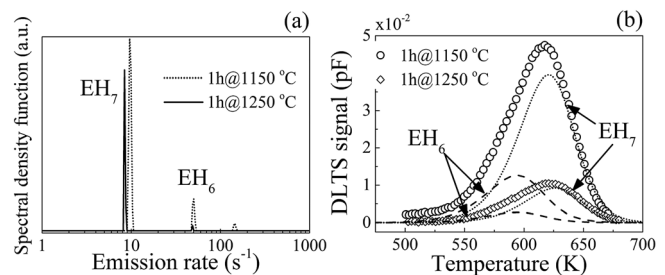 (a)
Spectral density function (a.u.)
1h@1150 °C
1h@1250 °C
EH7
EH6
1 10 100 1000
Emission rate (s-1)
(b)
x10-2
DLTS signal (pF)
5
4
3
2
1
0
1h@1150 °C
1h@1250 °C
EH6
EH7
500 550 600 650 700
Temperature (K)